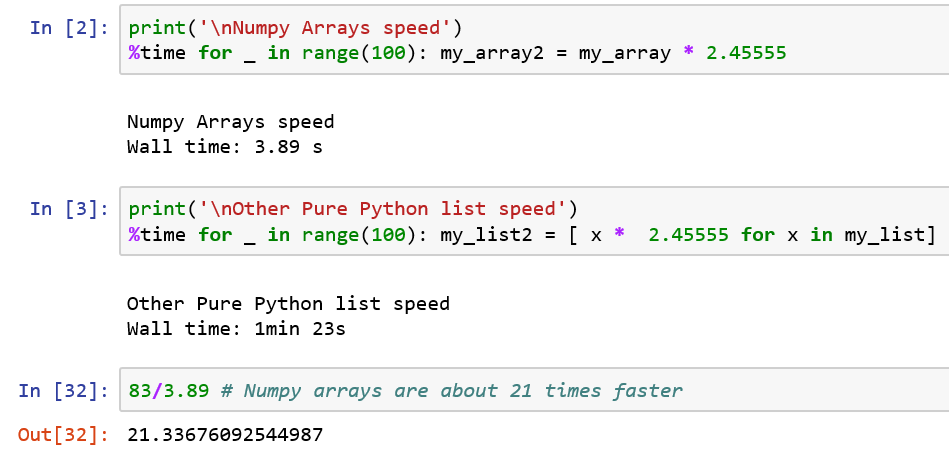 In [2]: print('\nNumpy Arrays speed')
%time for _ in range(100): my_array2 = my_array * 2.45555
Numpy Arrays speed
Wall time: 3.89 s
In [3]: print('\nOther Pure Python list speed')
%time for _ in range(100): my_list2 = [ x *  2.45555 for x in my_list]
Other Pure Python list speed
Wall time: 1min 23s
In [32]: 83/3.89 # Numpy arrays are about 21 times faster
Out[32]: 21.33676092544987